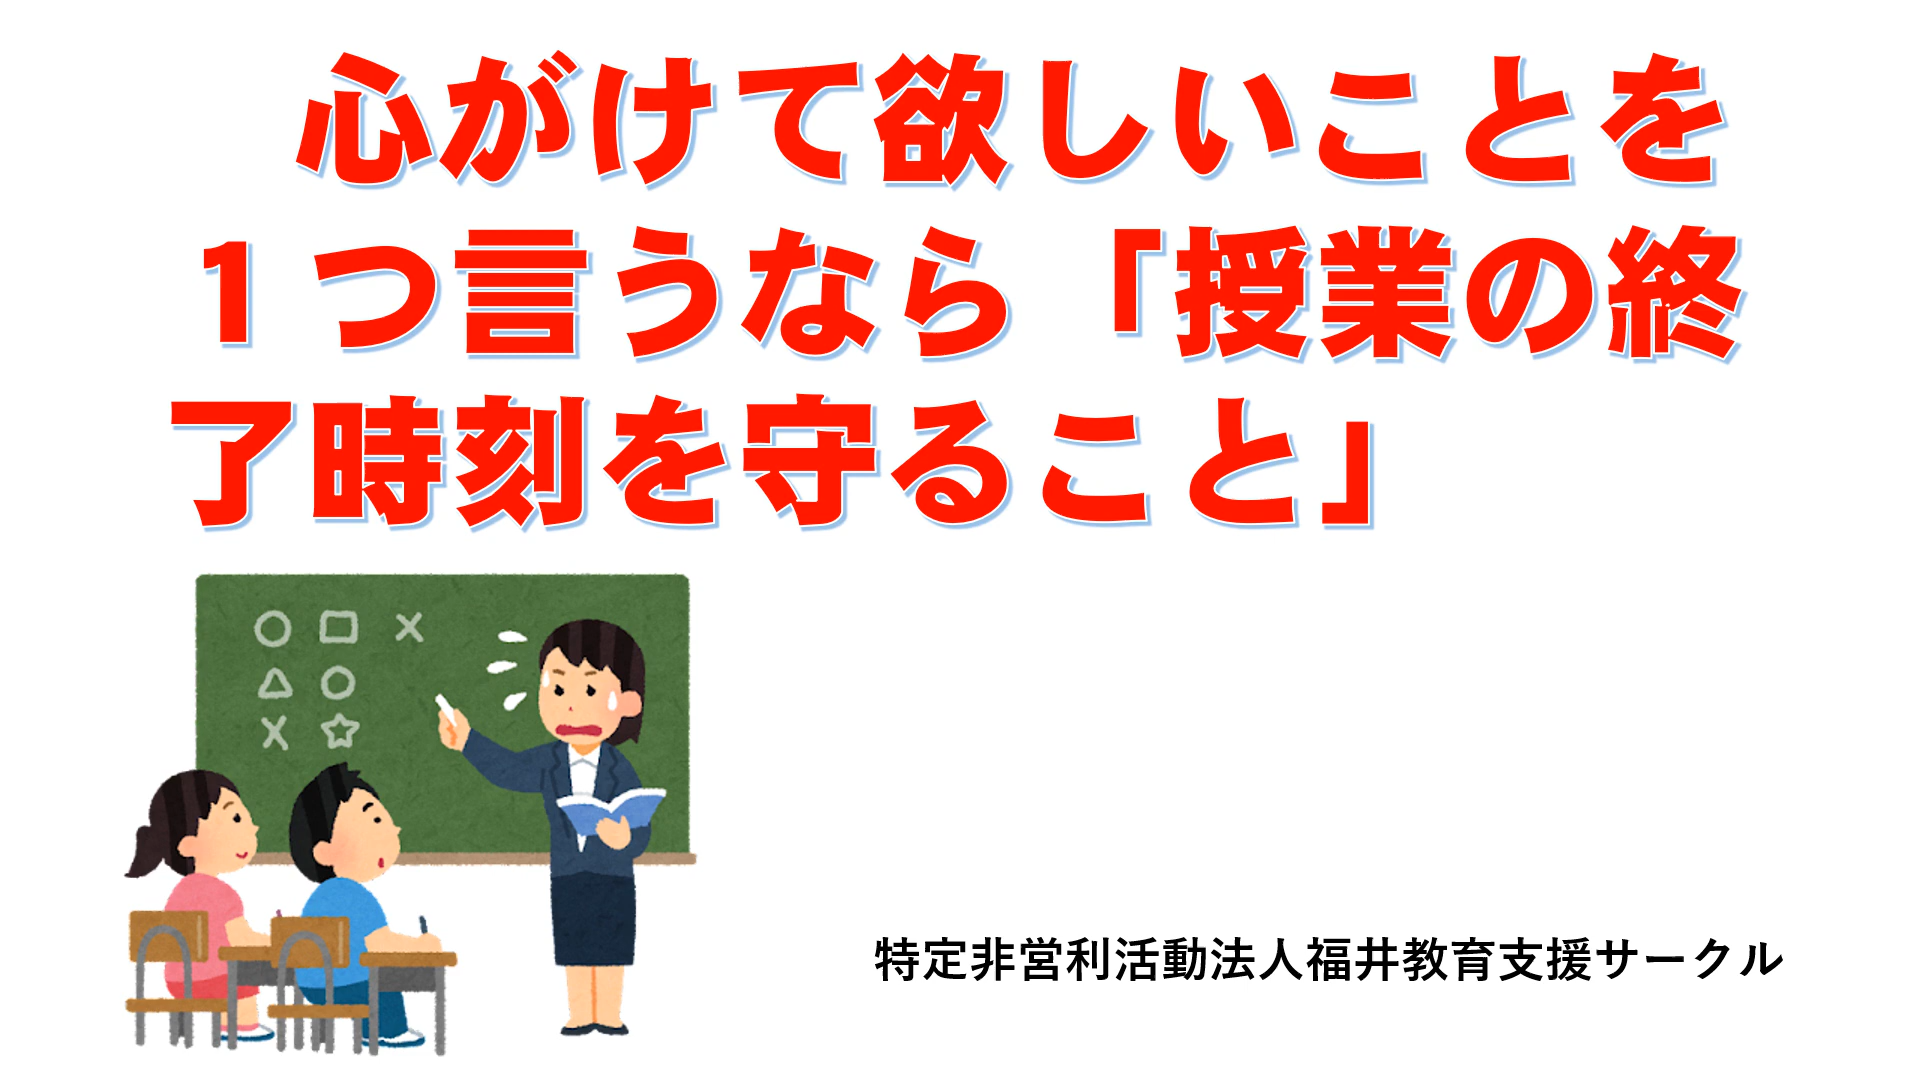 心がけて欲しいことを
１つ言うなら「授業の終
了時刻を守ること」
特定非営利活動法人福井教育支援サークル